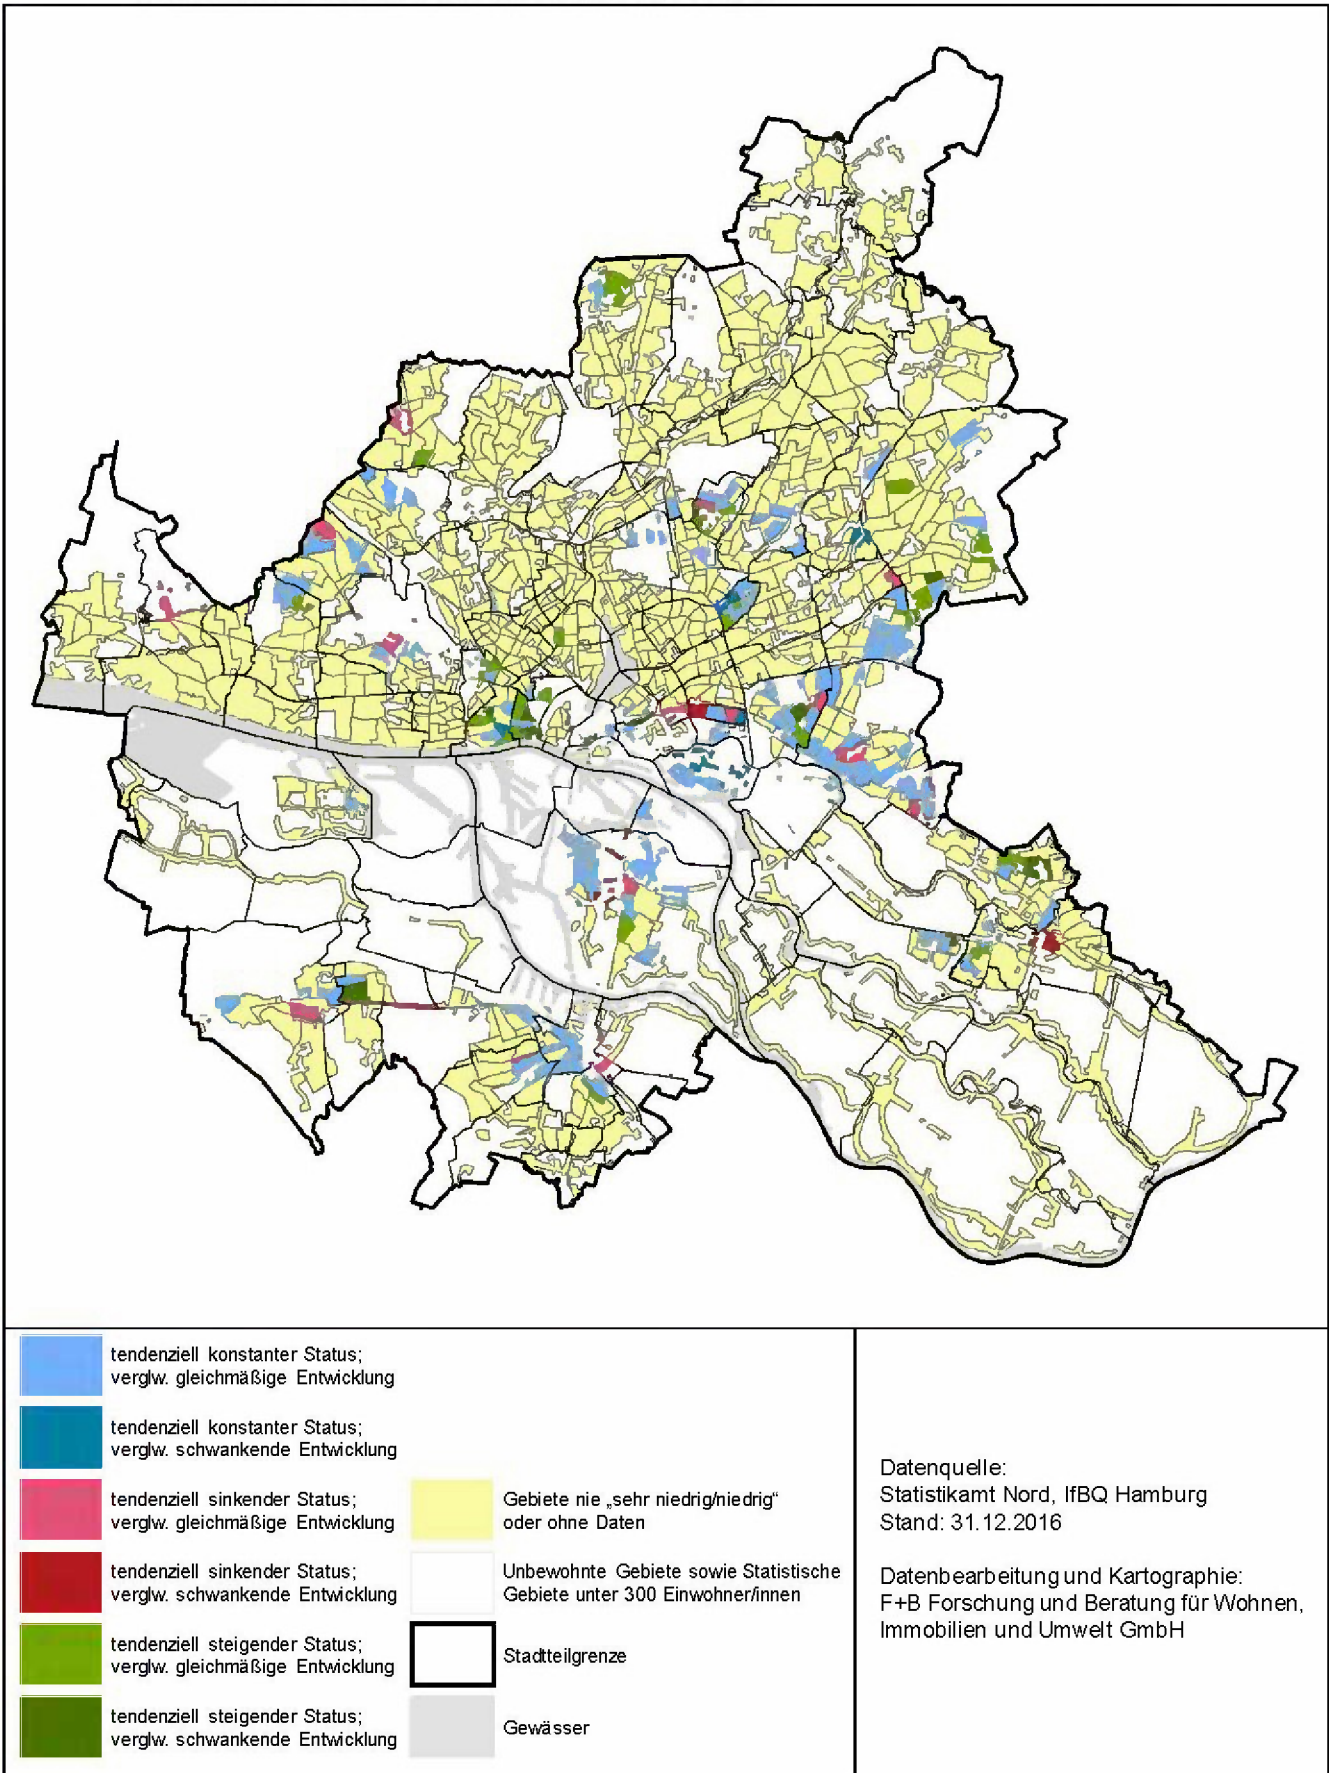 tendenziell konstanter Status;
verglw. gleichmäßige Entwicklung
tendenziell konstanter Status;
verglw. schwankende Entwicklung
tendenziell sinkender Status;
verglw. gleichmäßige Entwicklung
tendenziell sinkender Status;
verglw. schwankende Entwicklung
tendenziell steigender Status;
verglw. gleichmäßige Entwicklung
tendenziell steigender Status;
verglw. schwankende Entwicklung
Gebiete nie „sehr niedrig/niedrig“
oder ohne Daten
Unbewohnte Gebiete sowie Statistische
Gebiete unter 300 Einwohner/innen
Stadtteilgrenze
Gewässer
Datenquelle:
Statistikamt Nord, IfBQ Hamburg
Stand: 31.12.2016
Datenbearbeitung und Kartographie:
F+B Forschung und Beratung für Wohnen,
Immobilien und Umwelt GmbH